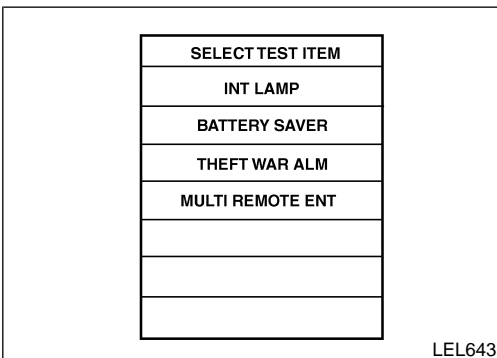 SELECT TEST ITEM
INT LAMP
BATTERY SAVER
THEFT WAR ALM
MULTI REMOTE ENT
LEL643